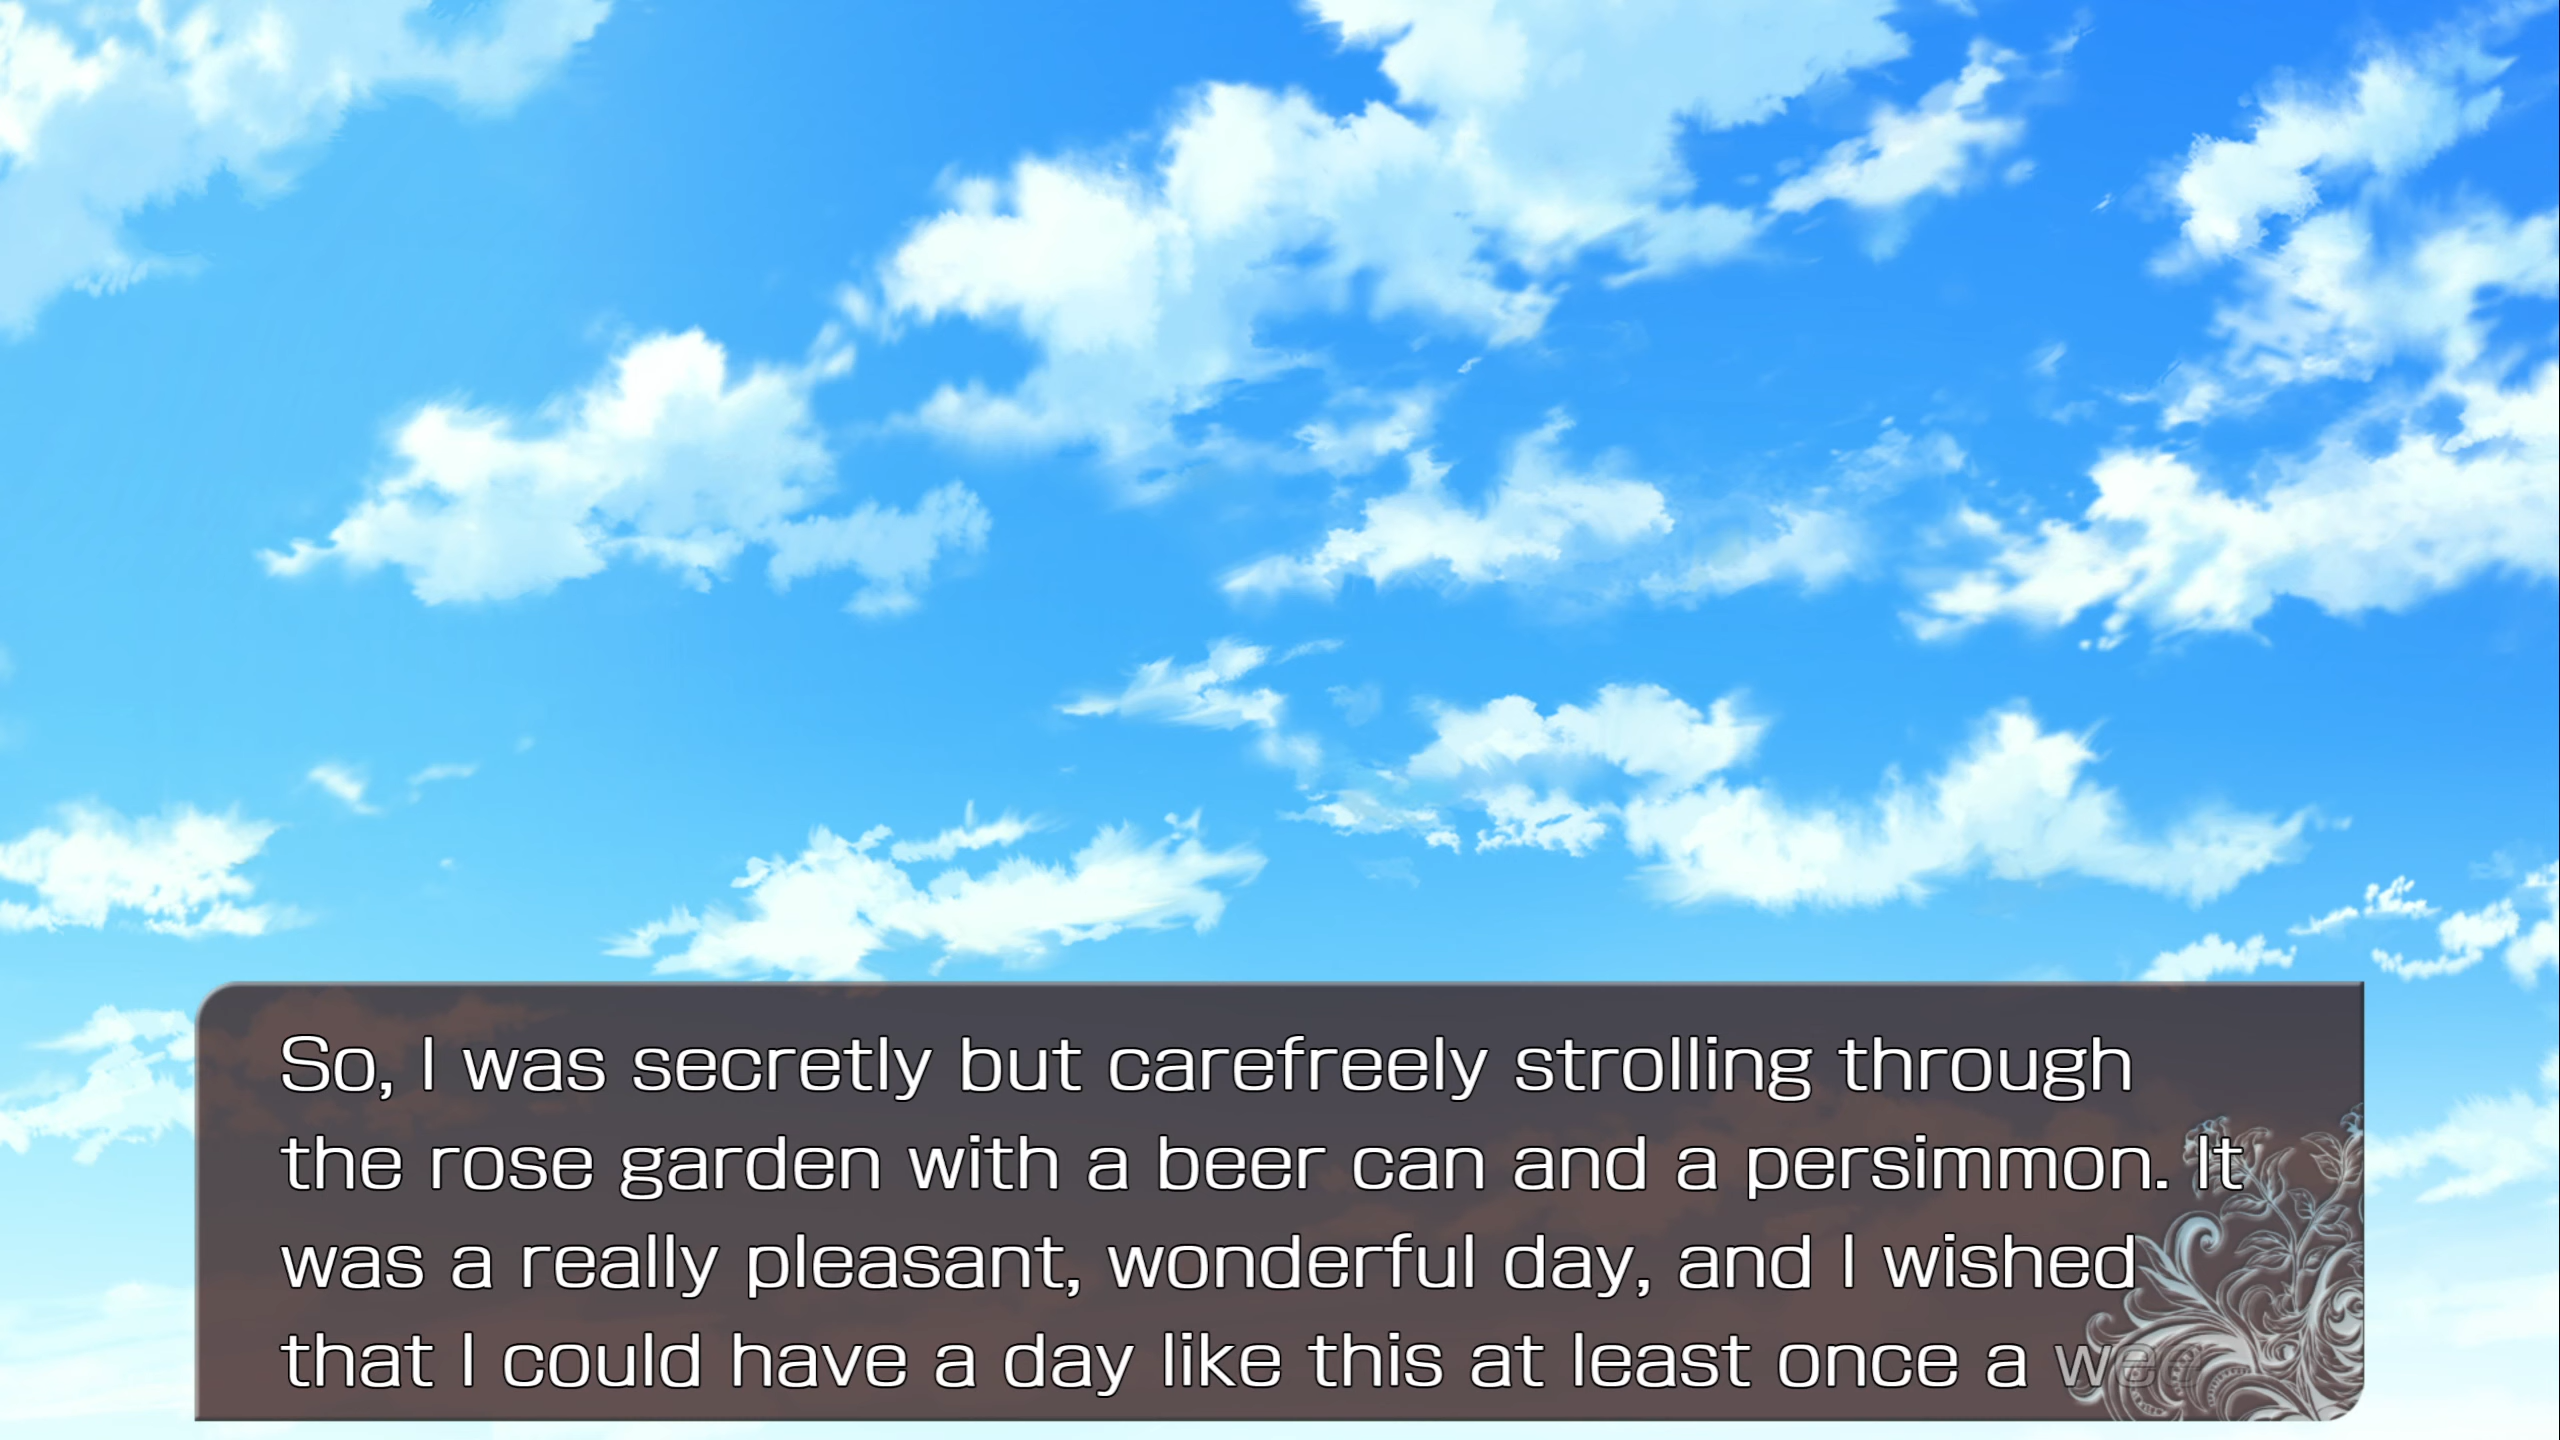 So, I was secretly but carefreely strolling through
the rose garden with a beer can and a persimmon. It
was a really pleasant, wonderful day, and I wished
that I could have a day like this at least once a wee